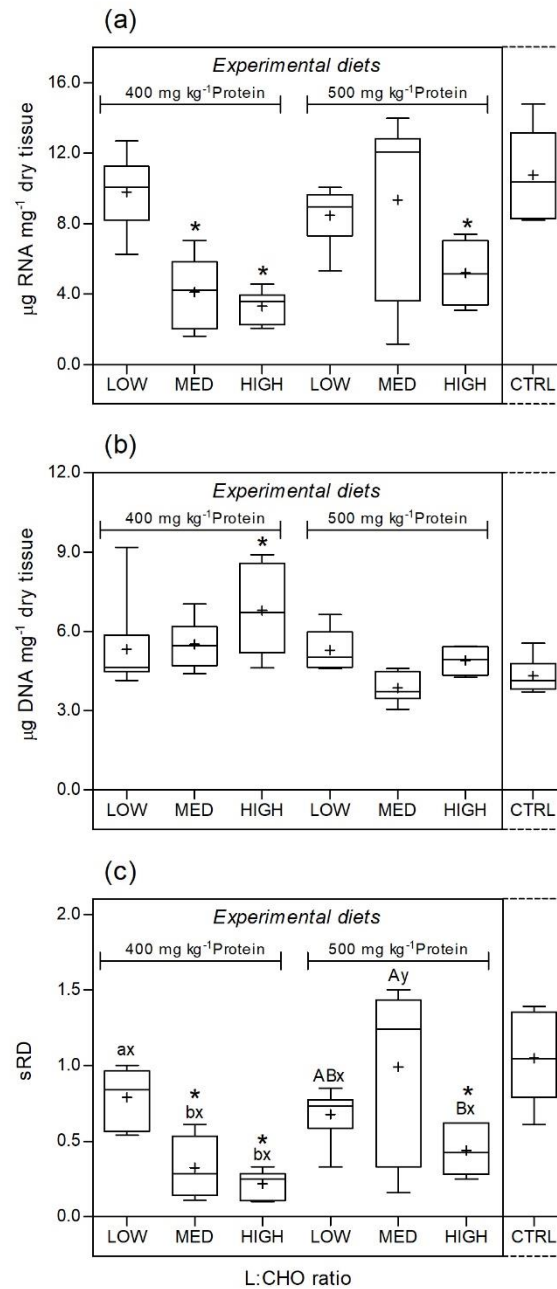 (a)
Experimental diets
400 mg kg-1Protein 500 mg kg-1Protein
16.0
12.0
8.0
4.0
0.0
µg RNA mg-1 dry tissue
* * *
LOW MED HIGH LOW MED HIGH CTRL
(b)
Experimental diets
400 mg kg-1Protein 500 mg kg-1Protein
12.0
9.0
6.0
3.0
0.0
µg DNA mg-1 dry tissue
*
LOW MED HIGH LOW MED HIGH CTRL
(c)
Experimental diets
400 mg kg-1Protein 500 mg kg-1Protein
2.0
1.5
1.0
0.5
0.0
sRD
Ay
ax ABx
* * *
bx bx Bx
LOW MED HIGH LOW MED HIGH CTRL
L:CHO ratio